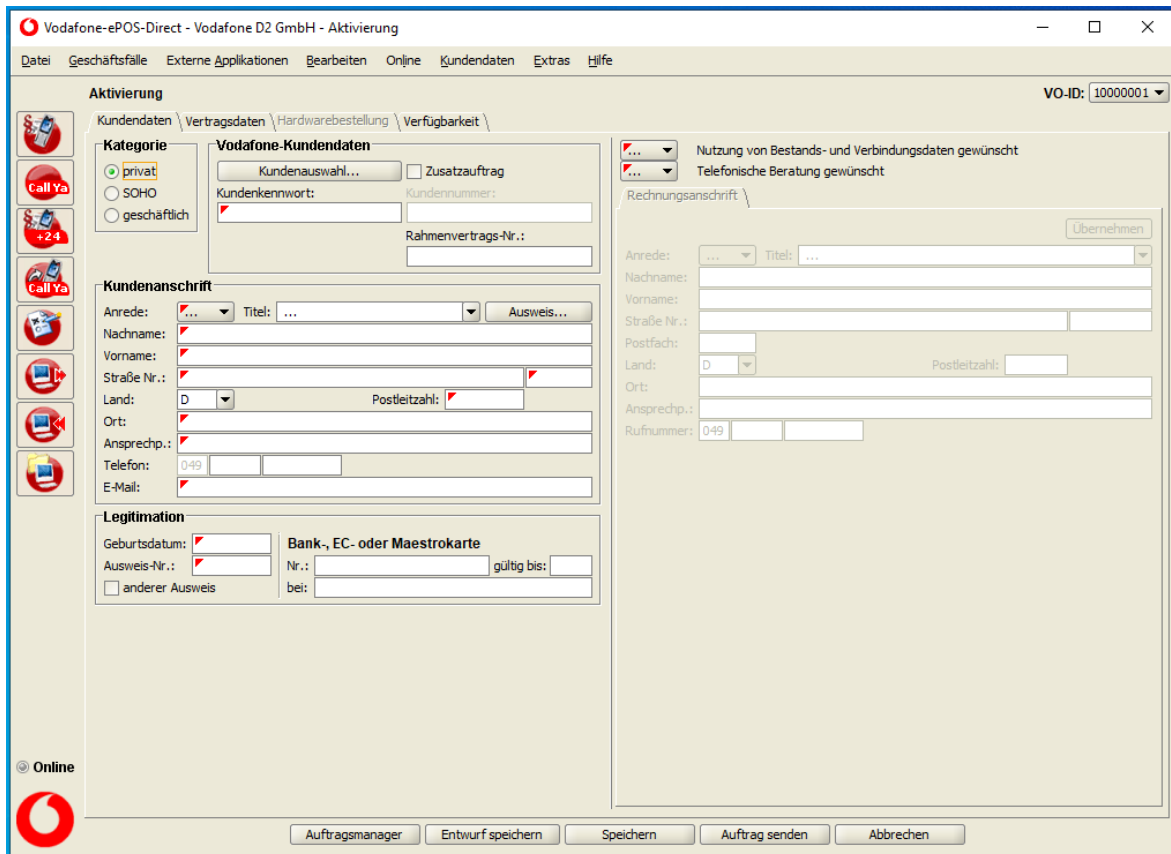 Vodafone-ePOS-Direct - Vodafone D2 GmbH - Aktivierung
Datei Geschäftsfälle Externe Applikationen Bearbeiten Online Kundendaten Extras Hilfe
Aktivierung VO-ID: 10000001
Kundendaten Vertragsdaten Hardwarebestellung Verfügbarkeit
Kategorie
privat
SOHO
geschäftlich
Vodafone-Kundendaten
Kundenauswahl... Zusatzauftrag
Kundenkennwort: Kundennummer:
Rahmenvertrags-Nr.:
Kundenanschrift
Anrede: ... Titel: ... Ausweis...
Nachname:
Vorname:
Straße Nr.:
Land: D Postleitzahl:
Ort:
Ansprechp.:
Telefon: 049
E-Mail:
Legitimation
Geburtsdatum:
Ausweis-Nr.:
anderer Ausweis
Bank-, EC- oder Maestrokarte
Nr.: gültig bis:
bei:
... Nutzung von Bestands- und Verbindungsdaten gewünscht
... Telefonische Beratung gewünscht
Rechnungsanschrift
Übernehmen
Anrede: ... Titel: ...
Nachname:
Vorname:
Straße Nr.:
Postfach:
Land: D Postleitzahl:
Ort:
Ansprechp.:
Rufnummer: 049
§
Call Ya
§ +24
Call Ya
Online
Auftragsmanager Entwurf speichern Speichern Auftrag senden Abbrechen